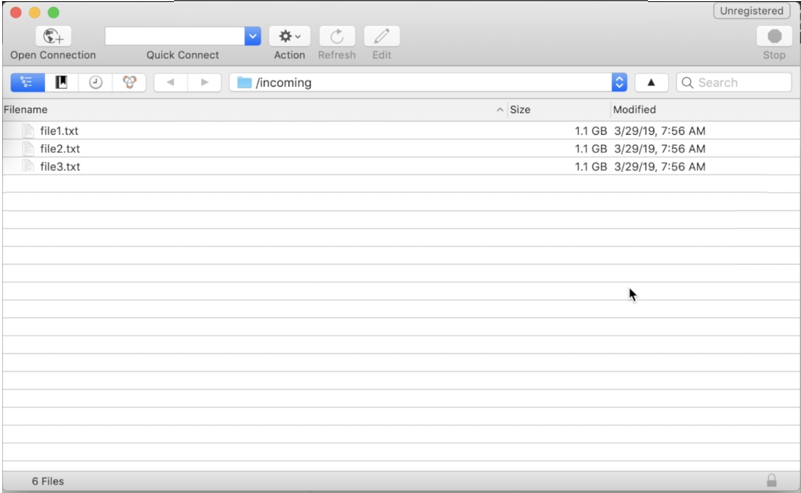 Unregistered
Open Connection Quick Connect Action Refresh Edit Stop
/incoming Search
Filename Size Modified
file1.txt 1.1 GB 3/29/19, 7:56 AM
file2.txt 1.1 GB 3/29/19, 7:56 AM
file3.txt 1.1 GB 3/29/19, 7:56 AM
6 Files